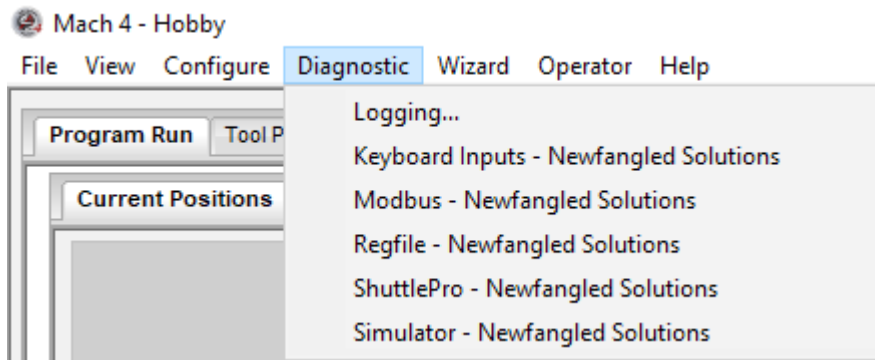 Mach 4 - Hobby
File View Configure Diagnostic Wizard Operator Help
Logging...
Program Run Tool P
Keyboard Inputs - Newfangled Solutions
Current Positions
Modbus - Newfangled Solutions
Regfile - Newfangled Solutions
ShuttlePro - Newfangled Solutions
Simulator - Newfangled Solutions